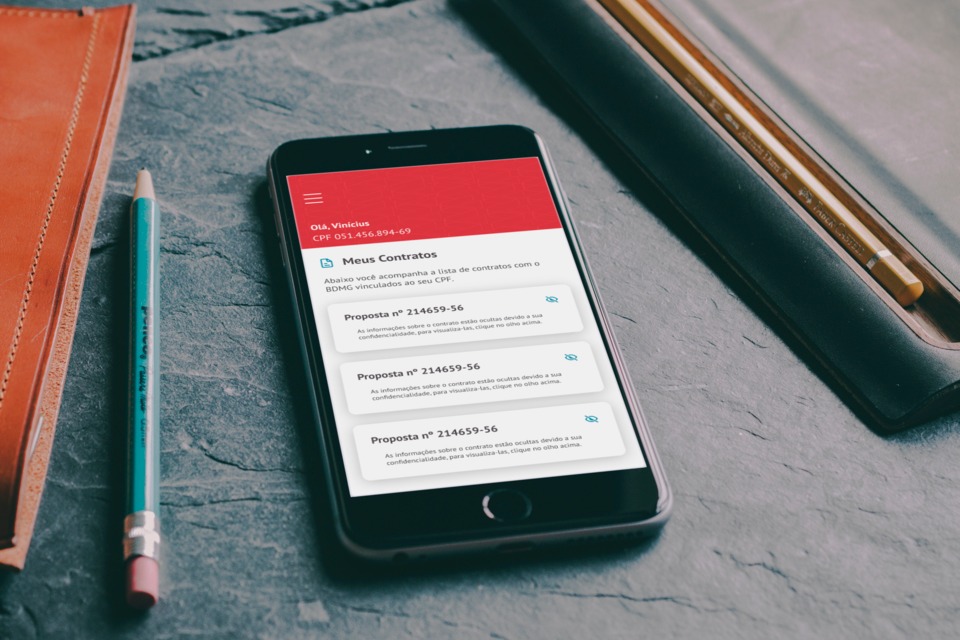 Olá, Vinícius
CPF 051.456.894-69
Meus Contratos
Abaixo você acompanha a lista de contratos com o
BDMG vinculados ao seu CPF.
Proposta nº 214659-56
As informações sobre o contrato estão ocultas devido a sua
confidencialidade, para visualiza-las, clique no olho acima.
Proposta nº 214659-56
As informações sobre o contrato estão ocultas devido a sua
confidencialidade, para visualiza-las, clique no olho acima.
Proposta nº 214659-56
As informações sobre o contrato estão ocultas devido a sua
confidencialidade, para visualiza-las, clique no olho acima.